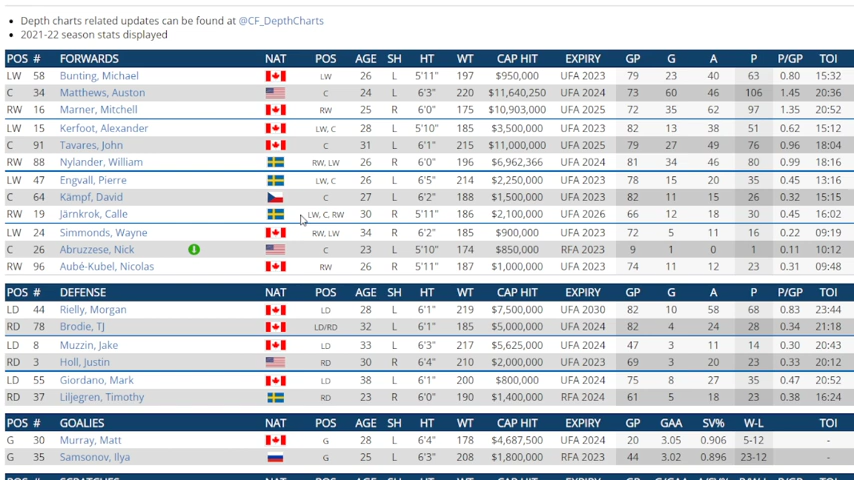 Depth charts related updates can be found at @CF_DepthCharts
2021-22 season stats displayed
POS # FORWARDS NAT POS AGE SH HT WT CAP HIT EXPIRY GP G A P P/GP TOI
LW 58 Bunting, Michael LW 26 L 5'11" 197 $950,000 UFA 2023 79 23 40 63 0.80 15:32
C 34 Matthews, Auston C 24 L 6'3" 220 $11,640,250 UFA 2024 73 60 46 106 1.45 20:36
RW 16 Marner, Mitchell RW 25 R 6'0" 175 $10,903,000 UFA 2025 72 35 62 97 1.35 20:52
LW 15 Kerfoot, Alexander LW, C 28 L 5'10" 185 $3,500,000 UFA 2023 82 13 38 51 0.62 15:12
C 91 Tavares, John C 31 L 6'1" 215 $11,000,000 UFA 2025 79 27 49 76 0.96 18:04
RW 88 Nylander, William RW, LW 26 R 6'0" 196 $6,962,366 UFA 2024 81 34 46 80 0.99 18:16
LW 47 Engvall, Pierre LW, C 26 L 6'5" 214 $2,250,000 UFA 2023 78 15 20 35 0.45 13:16
C 64 Kämpf, David C 27 L 6'2" 188 $1,500,000 UFA 2023 82 11 15 26 0.32 15:15
RW 19 Järnkrok, Calle LW, C, RW 30 R 5'11" 186 $2,100,000 UFA 2026 66 12 18 30 0.45 16:02
LW 24 Simmonds, Wayne RW, LW 34 R 6'2" 185 $900,000 UFA 2023 72 5 11 16 0.22 09:19
C 26 Abruzzese, Nick C 23 L 5'10" 174 $850,000 RFA 2023 9 1 0 1 0.11 10:12
RW 96 Aubé-Kubel, Nicolas RW 26 R 5'11" 187 $1,000,000 UFA 2023 74 11 12 23 0.31 09:48
POS # DEFENSE NAT POS AGE SH HT WT CAP HIT EXPIRY GP G A P P/GP TOI
LD 44 Rielly, Morgan LD 28 L 6'1" 219 $7,500,000 UFA 2030 82 10 58 68 0.83 23:44
RD 78 Brodie, TJ LD/RD 32 L 6'1" 185 $5,000,000 UFA 2024 82 4 24 28 0.34 21:18
LD 8 Muzzin, Jake LD 33 L 6'3" 217 $5,625,000 UFA 2024 47 3 11 14 0.30 20:43
RD 3 Holl, Justin RD 30 R 6'4" 210 $2,000,000 UFA 2023 69 3 20 23 0.33 20:12
LD 55 Giordano, Mark LD 38 L 6'1" 200 $800,000 UFA 2024 75 8 27 35 0.47 20:52
RD 37 Liljegren, Timothy RD 23 R 6'0" 190 $1,400,000 RFA 2024 61 5 18 23 0.38 16:24
POS # GOALIES NAT POS AGE SH HT WT CAP HIT EXPIRY GP GAA SV% W-L TOI
G 30 Murray, Matt G 28 L 6'4" 178 $4,687,500 UFA 2024 20 3.05 0.906 5-12 -
G 35 Samsonov, Ilya G 25 L 6'3" 208 $1,800,000 RFA 2023 44 3.02 0.896 23-12 -